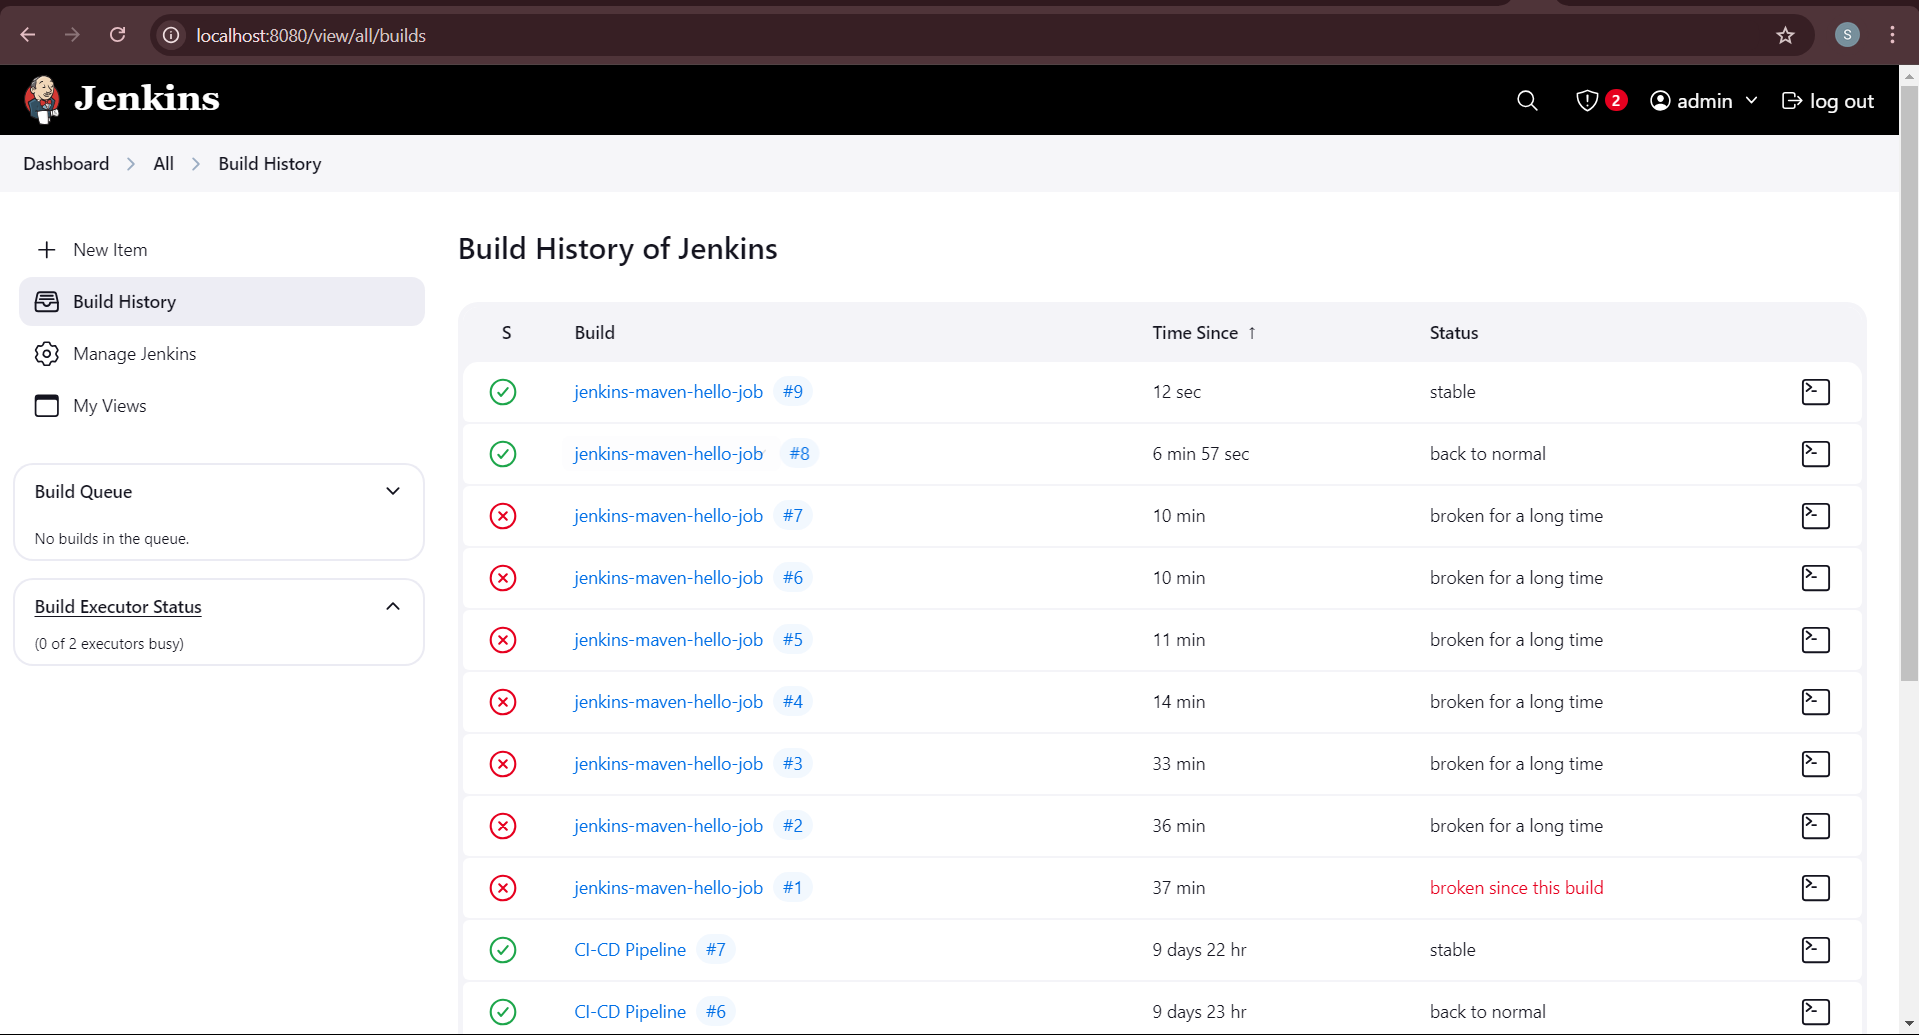 localhost:8080/view/all/builds
S
Jenkins
2
admin
log out
Dashboard > All > Build History
New Item
Build History
Manage Jenkins
My Views
Build Queue
No builds in the queue.
Build Executor Status
(0 of 2 executors busy)
Build History of Jenkins
S Build Time Since ↑ Status
jenkins-maven-hello-job #9 12 sec stable
jenkins-maven-hello-job #8 6 min 57 sec back to normal
jenkins-maven-hello-job #7 10 min broken for a long time
jenkins-maven-hello-job #6 10 min broken for a long time
jenkins-maven-hello-job #5 11 min broken for a long time
jenkins-maven-hello-job #4 14 min broken for a long time
jenkins-maven-hello-job #3 33 min broken for a long time
jenkins-maven-hello-job #2 36 min broken for a long time
jenkins-maven-hello-job #1 37 min broken since this build
CI-CD Pipeline #7 9 days 22 hr stable
CI-CD Pipeline #6 9 days 23 hr back to normal